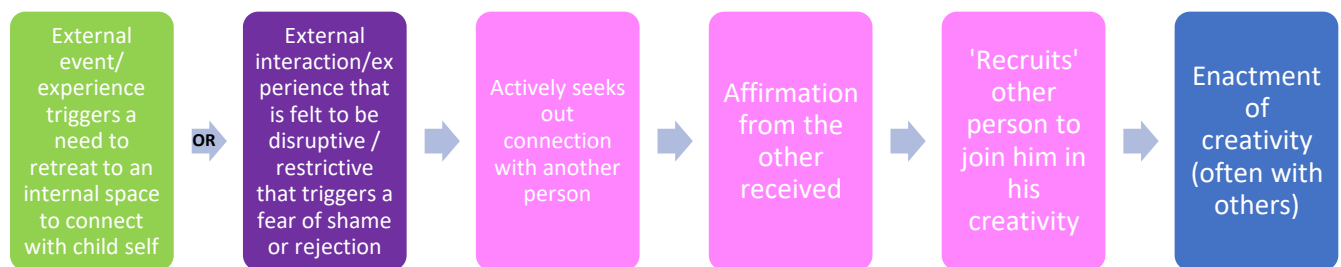 External
event/
experience
triggers a
need to
retreat to an
internal space
to connect
with child self
OR
External
interaction/ex
perience that
is felt to be
disruptive /
restrictive
that triggers a
fear of shame
or rejection
Actively seeks
out
connection
with another
person
Affirmation
from the
other
received
'Recruits'
other
person to
join him in
his
creativity
Enactment
of
creativity
(often with
others)